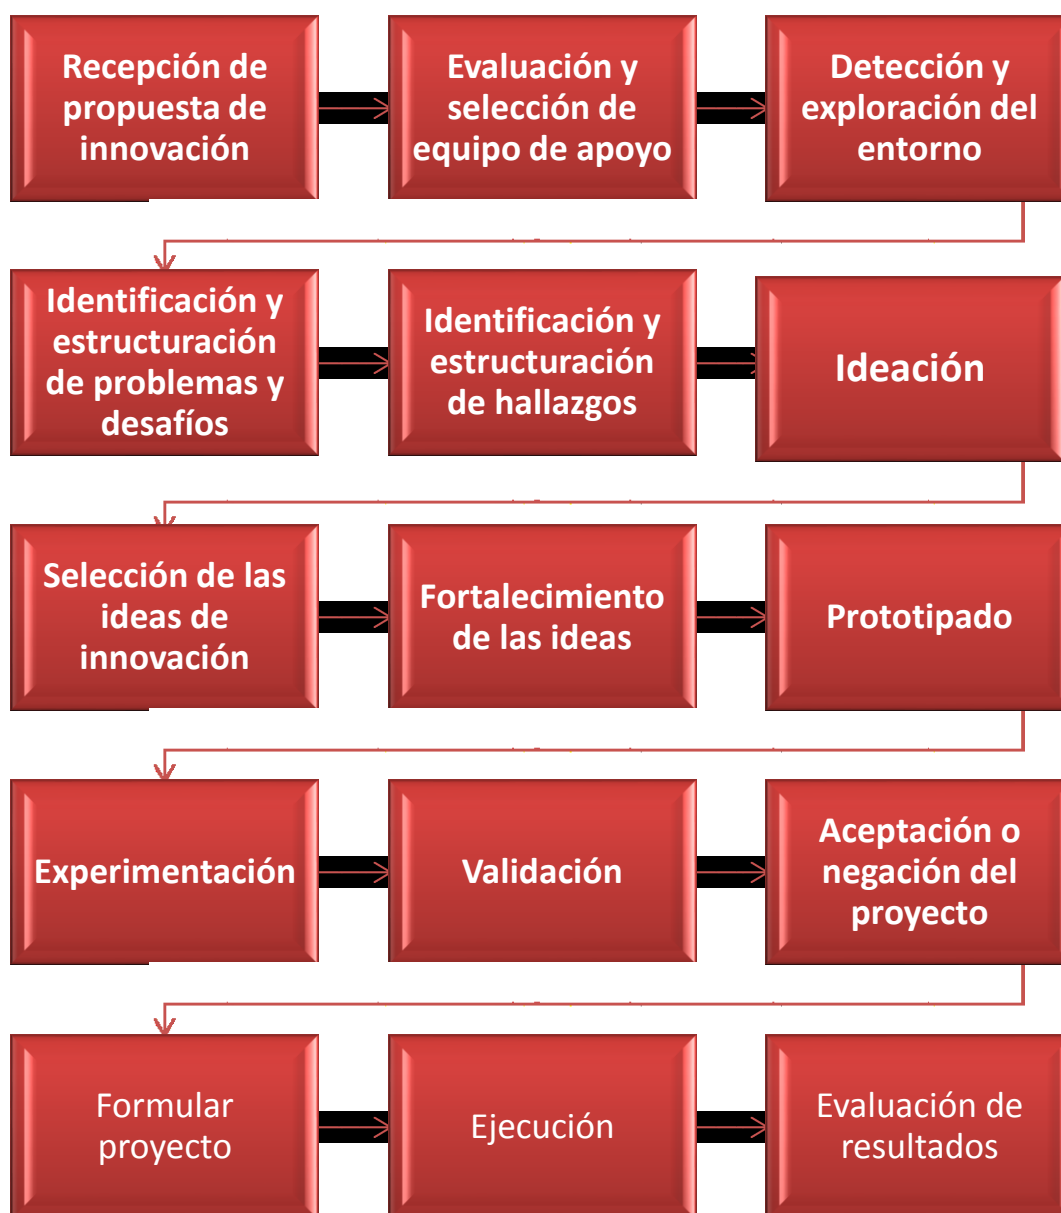 Recepción de
propuesta de
innovación
Evaluación y
selección de
equipo de apoyo
Detección y
exploración del
entorno
Identificación y
estructuración
de problemas y
desafíos
Identificación y
estructuración
de hallazgos
Ideación
Selección de las
ideas de
innovación
Fortalecimiento
de las ideas
Prototipado
Experimentación
Validación
Aceptación o
negación del
proyecto
Formular
proyecto
Ejecución
Evaluación de
resultados